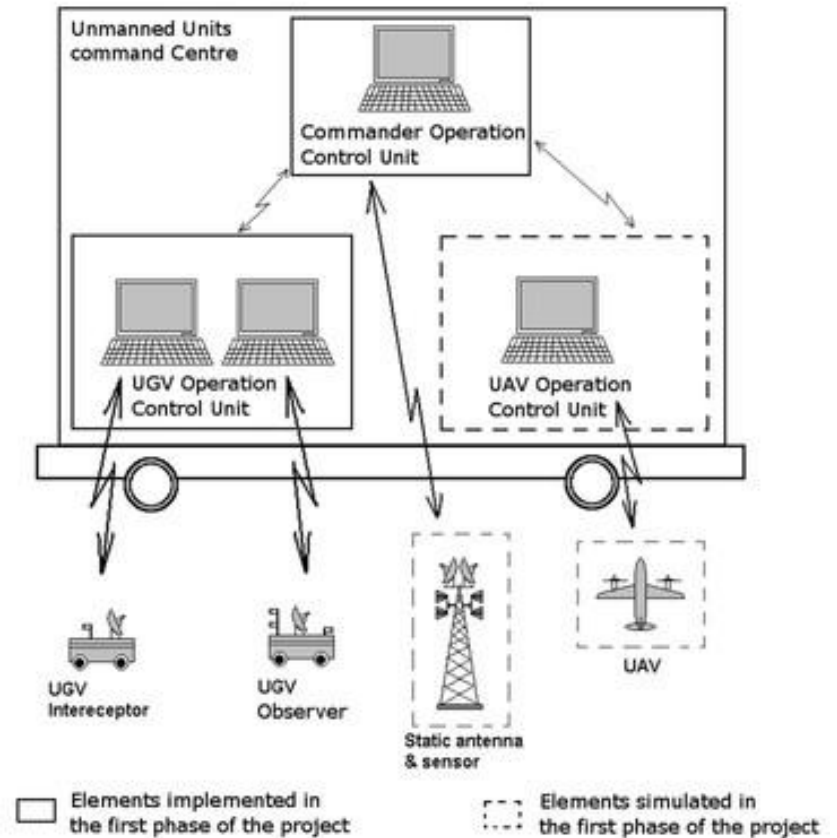 Unmanned Units
command Centre
Commander Operation
Control Unit
UGV Operation
Control Unit
UAV Operation
Control Unit
UGV
Intereceptor
UGV
Observer
Static antenna
& sensor
UAV
Elements implemented in
the first phase of the project
Elements simulated in
the first phase of the project